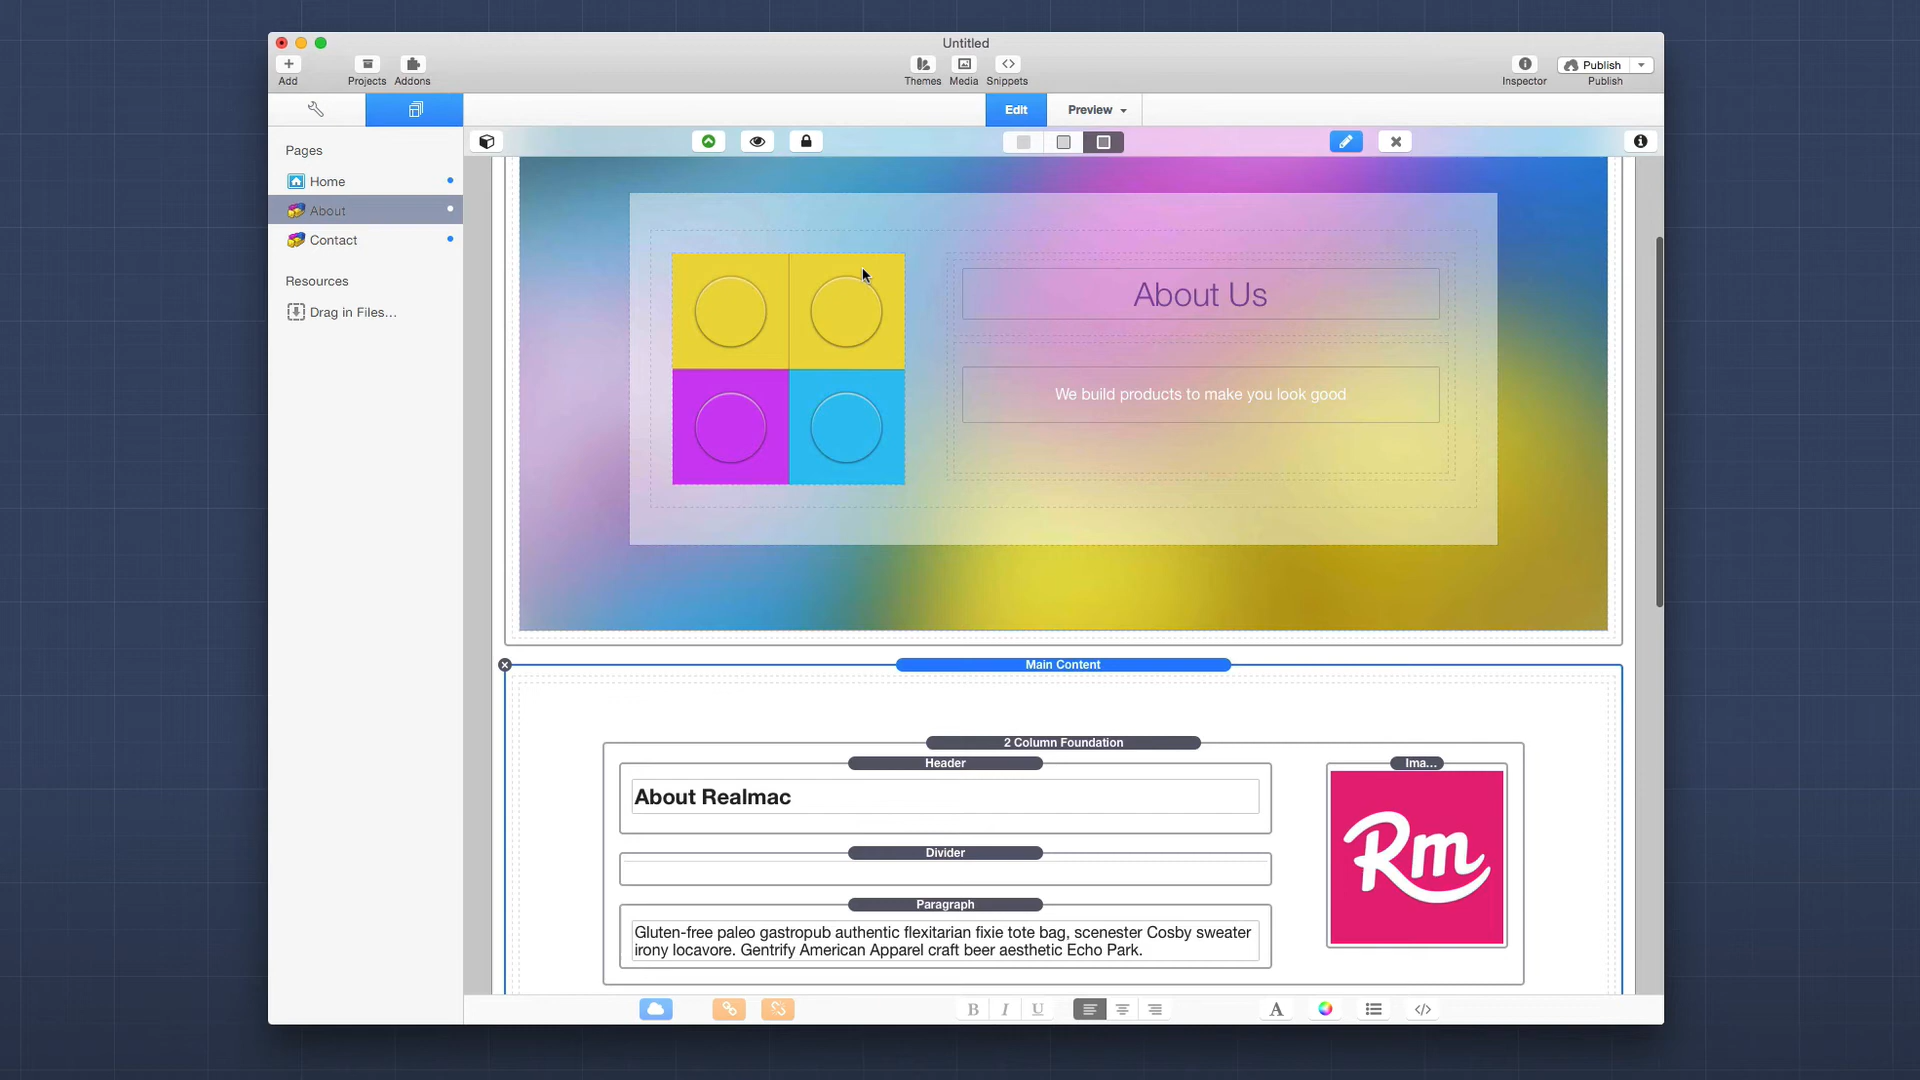 Untitled
Add
Projects
Addons
Themes
Media
Snippets
Inspector
Publish
Publish
Edit
Preview
Pages
Home
About
Contact
Resources
Drag in Files...
About Us
We build products to make you look good
Main Content
2 Column Foundation
Header
Ima...
About Realmac
Rm
Divider
Paragraph
Gluten-free paleo gastropub authentic flexitarian fixie tote bag, scenester Cosby sweater
irony locavore. Gentrify American Apparel craft beer aesthetic Echo Park.
B
I
U
A